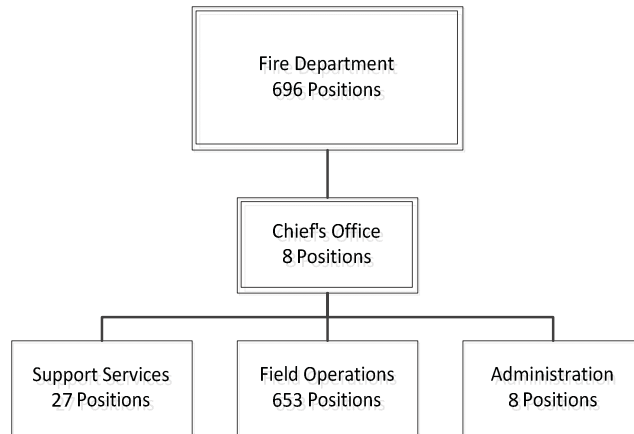 Fire Department
696 Positions
Chief's Office
8 Positions
Support Services
27 Positions
Field Operations
653 Positions
Administration
8 Positions